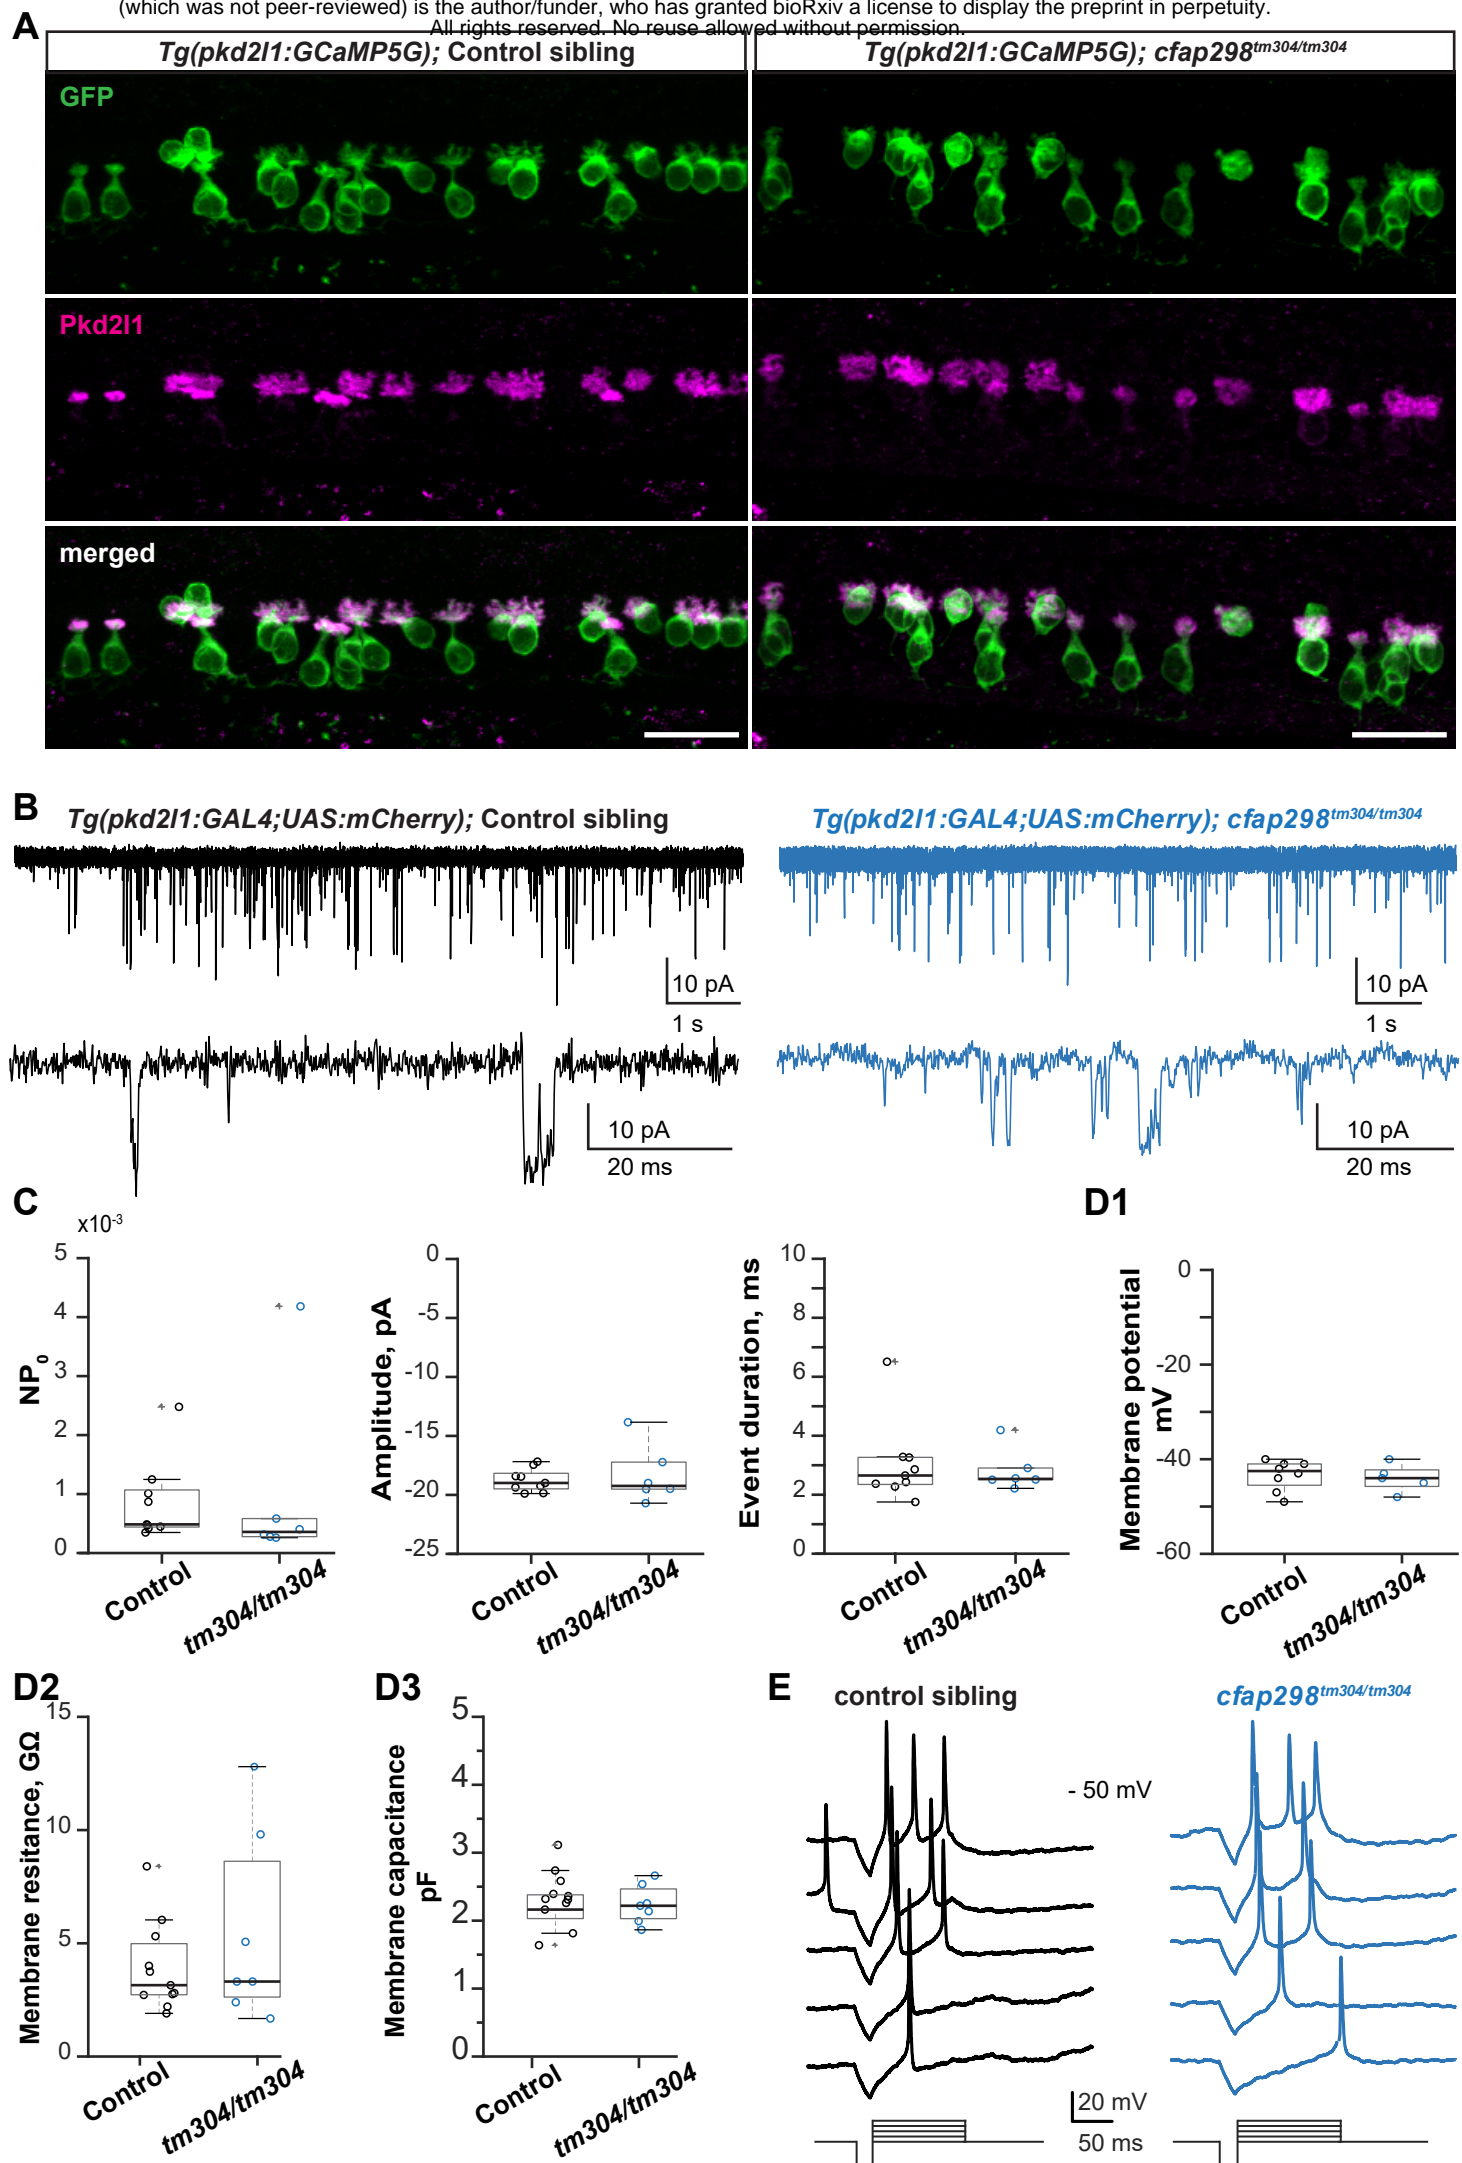 (which was not peer-reviewed) is the author/funder, who has granted bioRxiv a license to display the preprint in perpetuity.
All rights reserved. No reuse allowed without permission.
A
Tg(pkd2l1:GCaMP5G); Control sibling
Tg(pkd2l1:GCaMP5G); cfap298tm304/tm304
GFP
Pkd2l1
merged
B
Tg(pkd2l1:GAL4;UAS:mCherry); Control sibling
Tg(pkd2l1:GAL4;UAS:mCherry); cfap298tm304/tm304
10 pA
1 s
10 pA
1 s
10 pA
20 ms
10 pA
20 ms
C
x10-3
5
4
3
2
1
0
NP0
Control
tm304/tm304
0
-5
-10
-15
-20
-25
Amplitude, pA
Control
tm304/tm304
10
8
6
4
2
0
Event duration, ms
Control
tm304/tm304
D1
0
-20
-40
-60
Membrane potential
mV
Control
tm304/tm304
D2
15
10
5
0
Membrane resitance, GΩ
Control
tm304/tm304
D3
5
4
3
2
1
0
Membrane capacitance
pF
Control
tm304/tm304
E
control sibling
cfap298tm304/tm304
- 50 mV
20 mV
50 ms